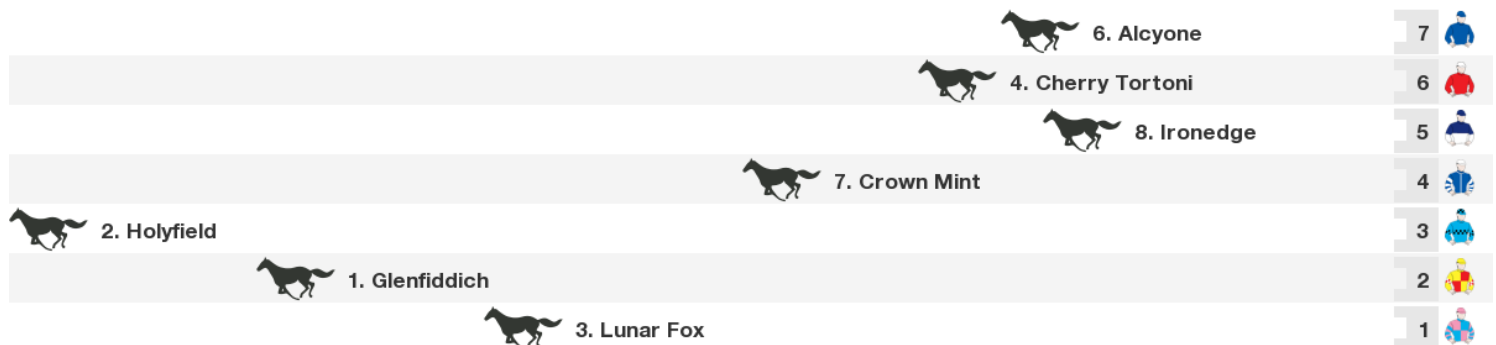 6. Alcyone 7
4. Cherry Tortoni 6
8. Ironedge 5
7. Crown Mint 4
2. Holyfield 3
1. Glenfiddich 2
3. Lunar Fox 1